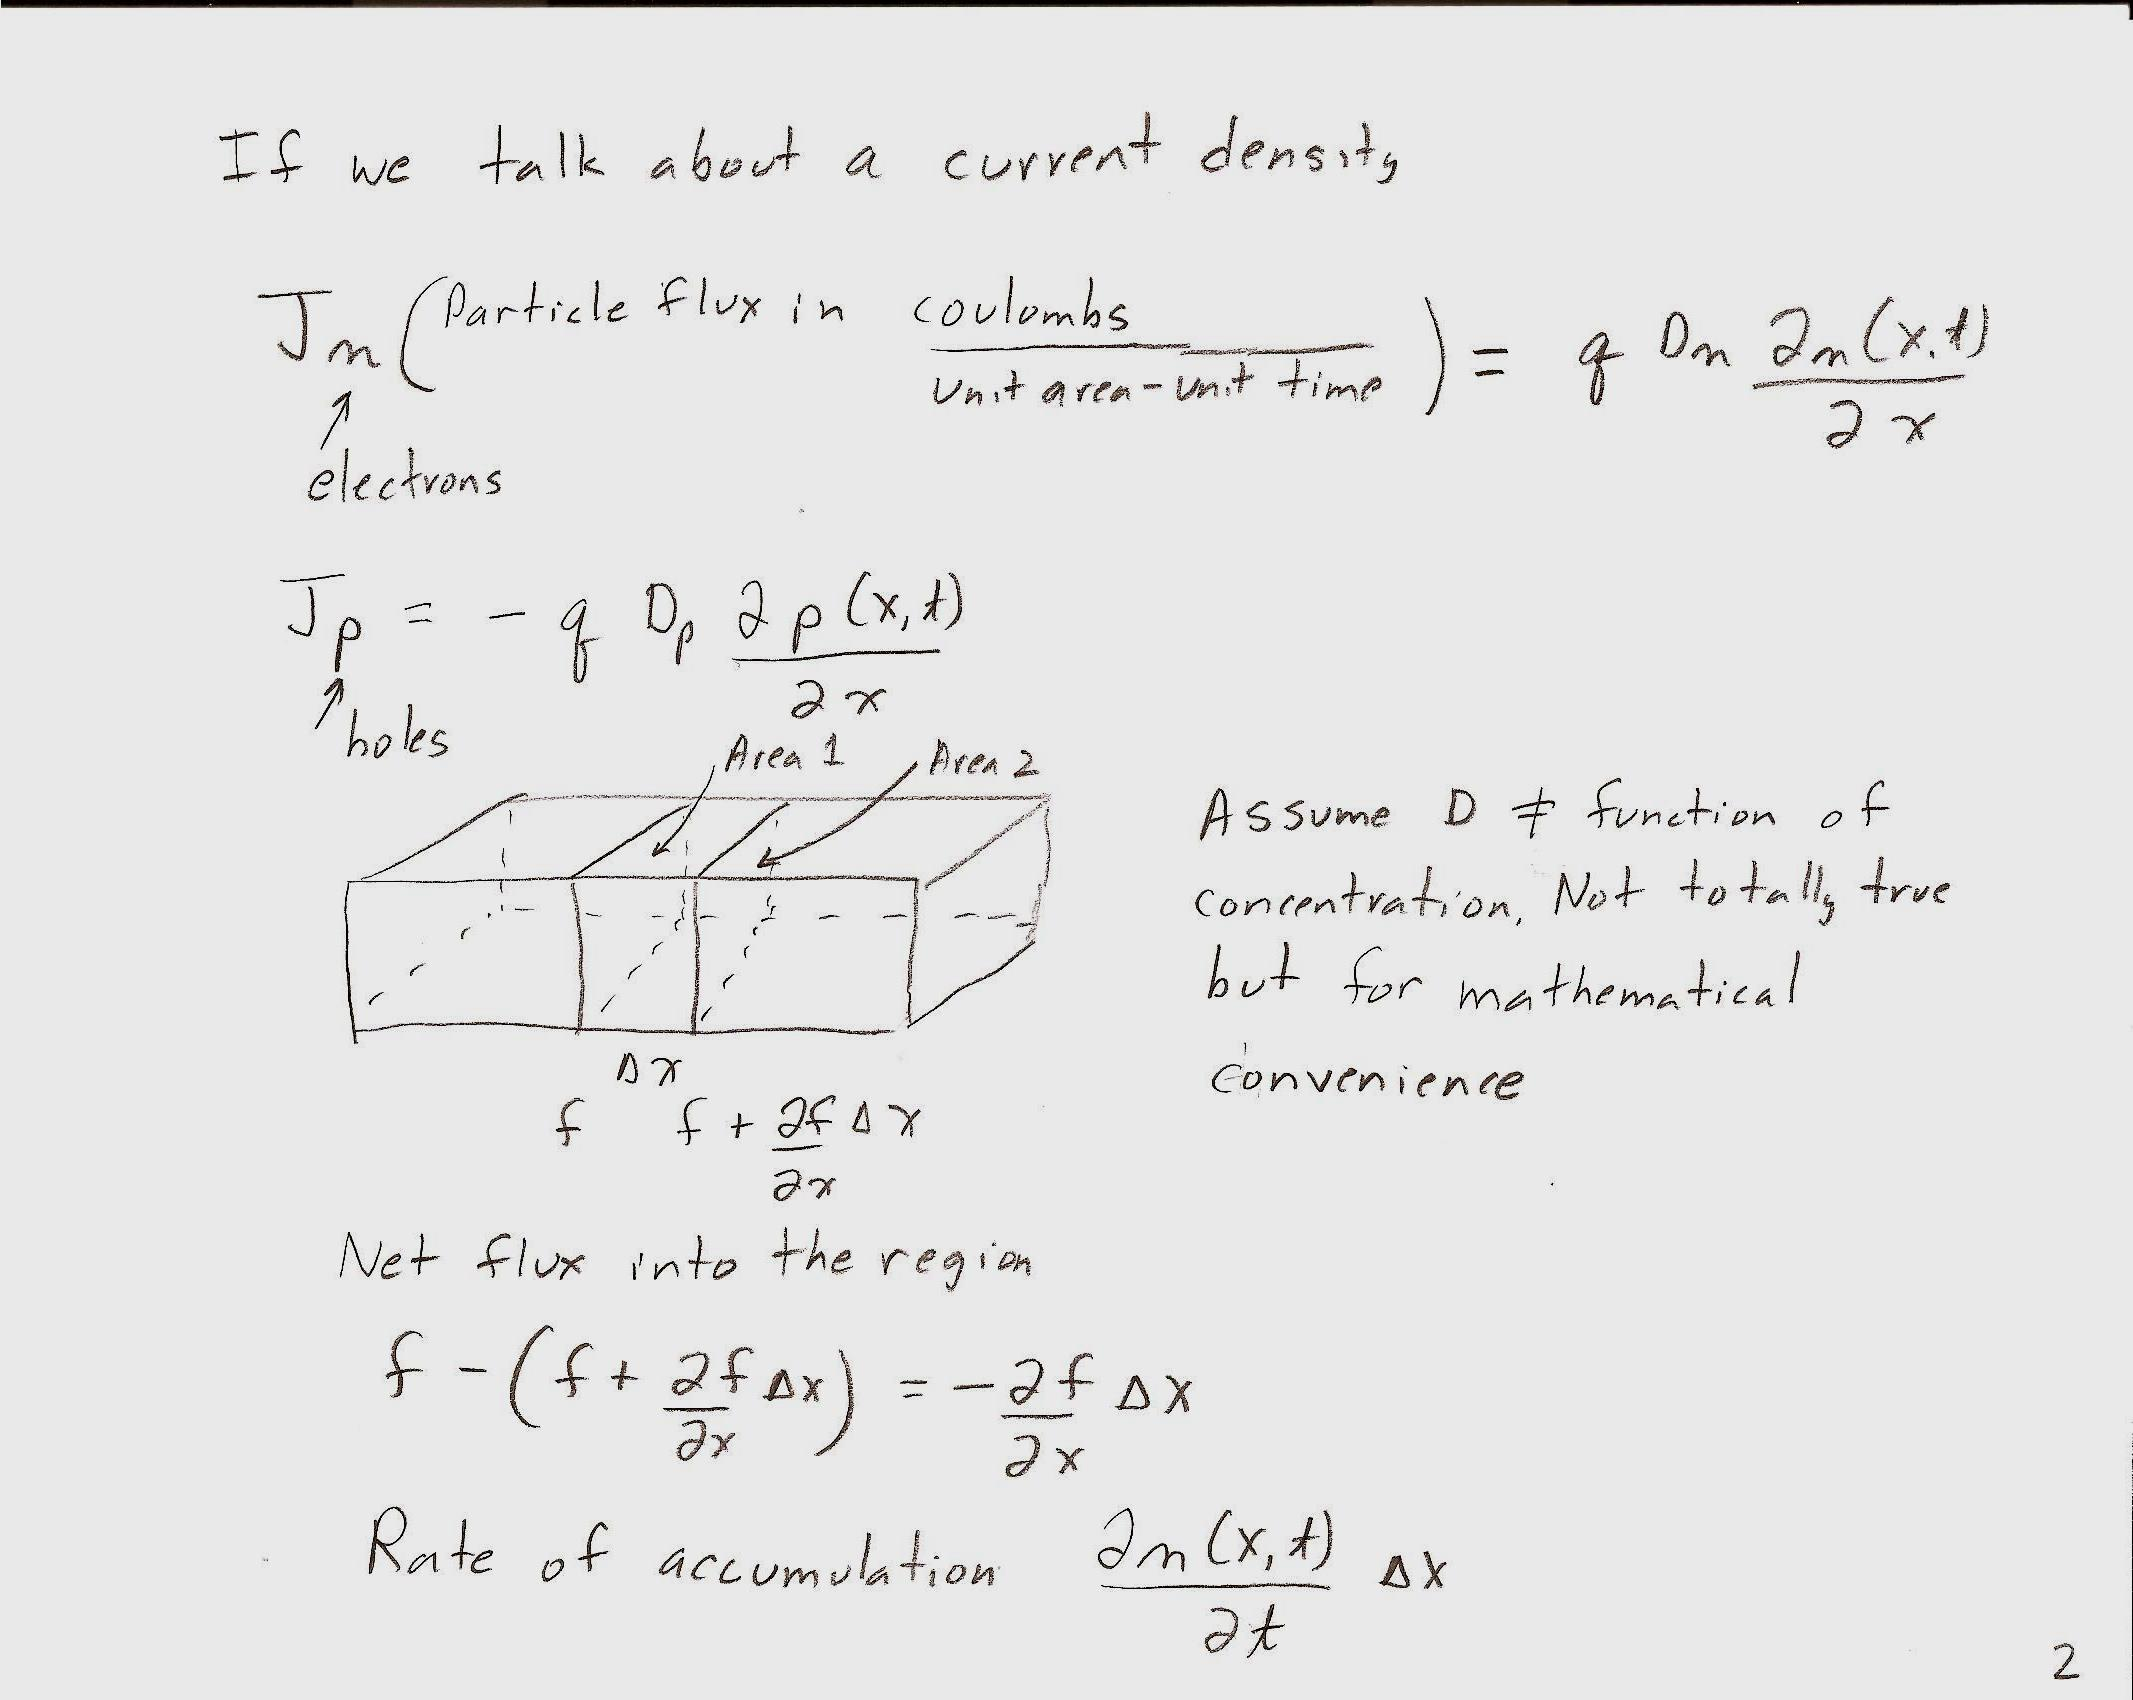 If we talk about a current density
Jn (Particle flux in coulombs / unit area-unit time) = q Dn ∂n(x,t) / ∂x
↑
electrons
Jp = - q Dp ∂p(x,t) / ∂x
↑
holes
Area 1 Area 2
Assume D ≠ function of
concentration, Not totally true
but for mathematical
convenience
Δx
f f + ∂f/∂x Δx
Net flux into the region
f - (f + ∂f/∂x Δx) = - ∂f/∂x Δx
Rate of accumulation ∂n(x,t)/∂t Δx
2